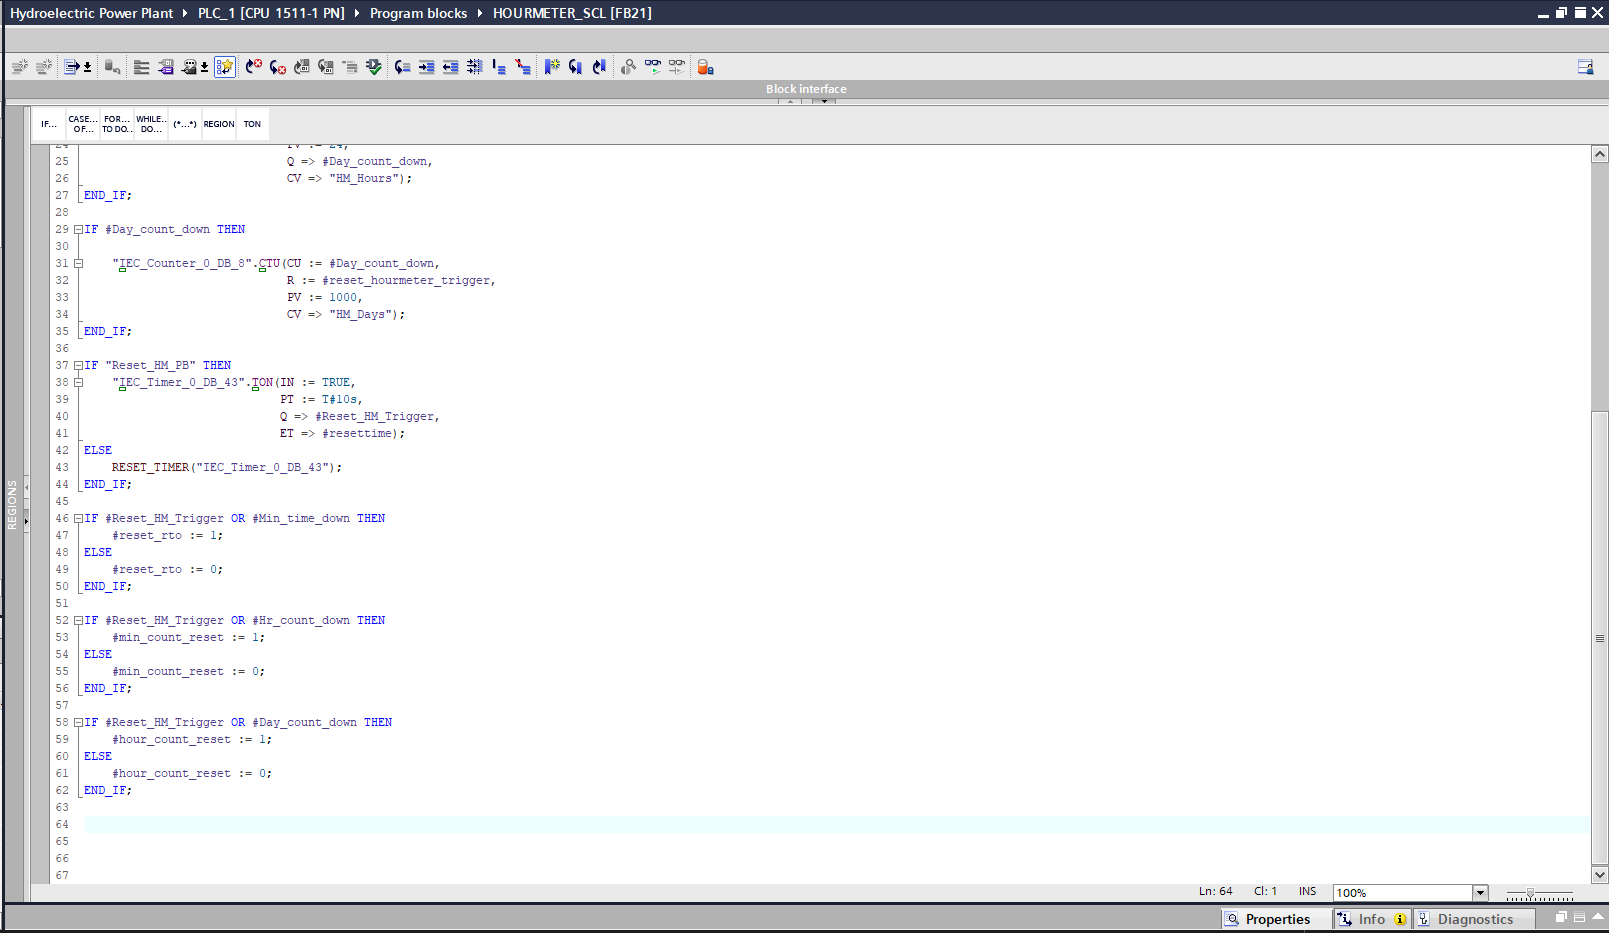 Hydroelectric Power Plant ▸ PLC_1 [CPU 1511-1 PN] ▸ Program blocks ▸ HOURMETER_SCL [FB21]
Block interface
IF... CASE... OF... FOR... TO DO.. WHILE.. DO... (*...*) REGION TON
24 PV := 24,
25 Q => #Day_count_down,
26 CV => "HM_Hours");
27 END_IF;
28
29 IF #Day_count_down THEN
30
31 "IEC_Counter_0_DB_8".CTU(CU := #Day_count_down,
32 R := #reset_hourmeter_trigger,
33 PV := 1000,
34 CV => "HM_Days");
35 END_IF;
36
37 IF "Reset_HM_PB" THEN
38 "IEC_Timer_0_DB_43".TON(IN := TRUE,
39 PT := T#10s,
40 Q => #Reset_HM_Trigger,
41 ET => #resettime);
42 ELSE
43 RESET_TIMER("IEC_Timer_0_DB_43");
44 END_IF;
45
46 IF #Reset_HM_Trigger OR #Min_time_down THEN
47 #reset_rto := 1;
48 ELSE
49 #reset_rto := 0;
50 END_IF;
51
52 IF #Reset_HM_Trigger OR #Hr_count_down THEN
53 #min_count_reset := 1;
54 ELSE
55 #min_count_reset := 0;
56 END_IF;
57
58 IF #Reset_HM_Trigger OR #Day_count_down THEN
59 #hour_count_reset := 1;
60 ELSE
61 #hour_count_reset := 0;
62 END_IF;
63
64
65
66
67
REGIONS
Ln: 64 Cl: 1 INS 100%
Properties Info Diagnostics